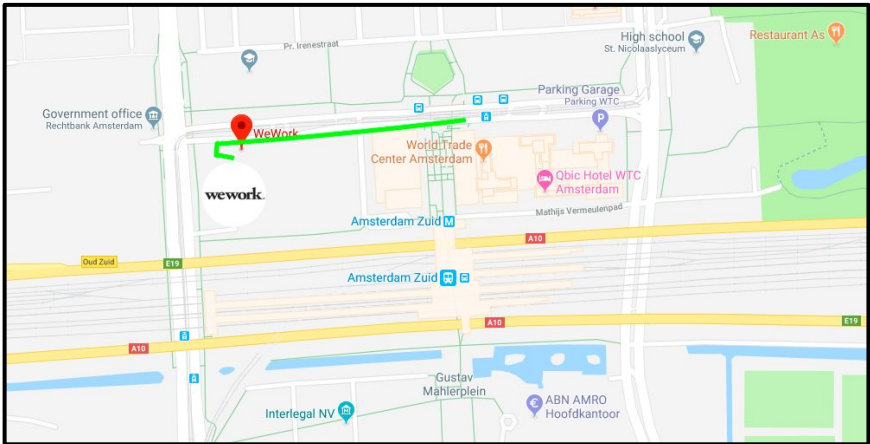 Pr. Irenestraat
High school
St. Nicolaaslyceum
Restaurant As
Parking Garage
Parking WTC
P
Government office
Rechtbank Amsterdam
WeWork
World Trade
Center Amsterdam
wework.
Qbic Hotel WTC
Amsterdam
Mathijs Vermeulenpad
Amsterdam Zuid M
A10
Oud Zuid
E19
Amsterdam Zuid
A10
E19
A10
Gustav
Mahlerplein
Interlegal NV
€
ABN AMRO
Hoofdkantoor